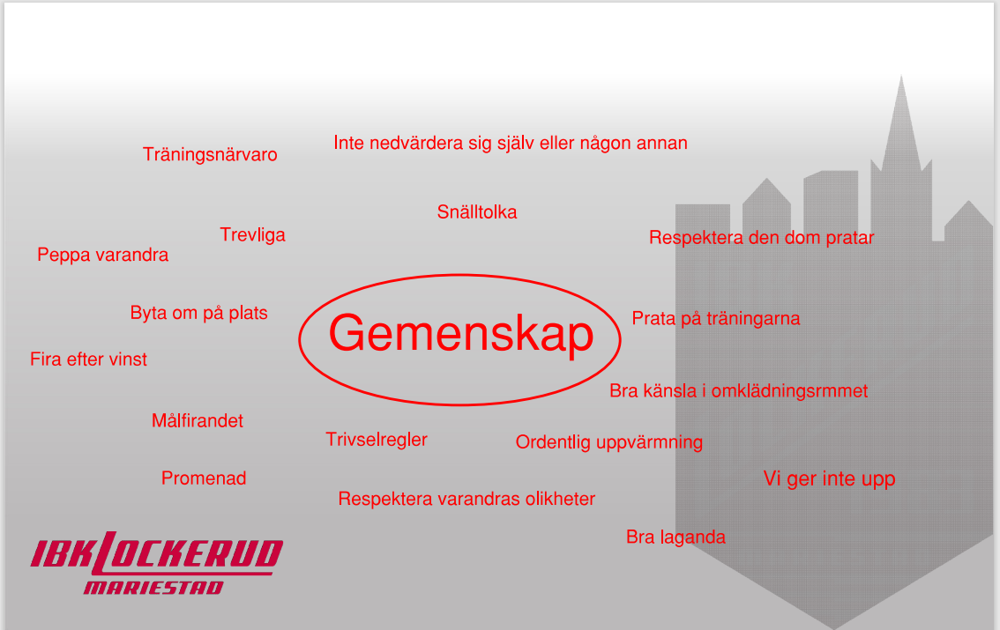 Inte nedvärdera sig själv eller någon annan
Träningsnärvaro
Snälltolka
Trevliga
Respektera den dom pratar
Peppa varandra
Byta om på plats
Prata på träningarna
Gemenskap
Fira efter vinst
Bra känsla i omklädningsrmmet
Målfirandet
Trivselregler
Ordentlig uppvärmning
Promenad
Vi ger inte upp
Respektera varandras olikheter
Bra laganda
IBK LOCKERUD
MARIESTAD